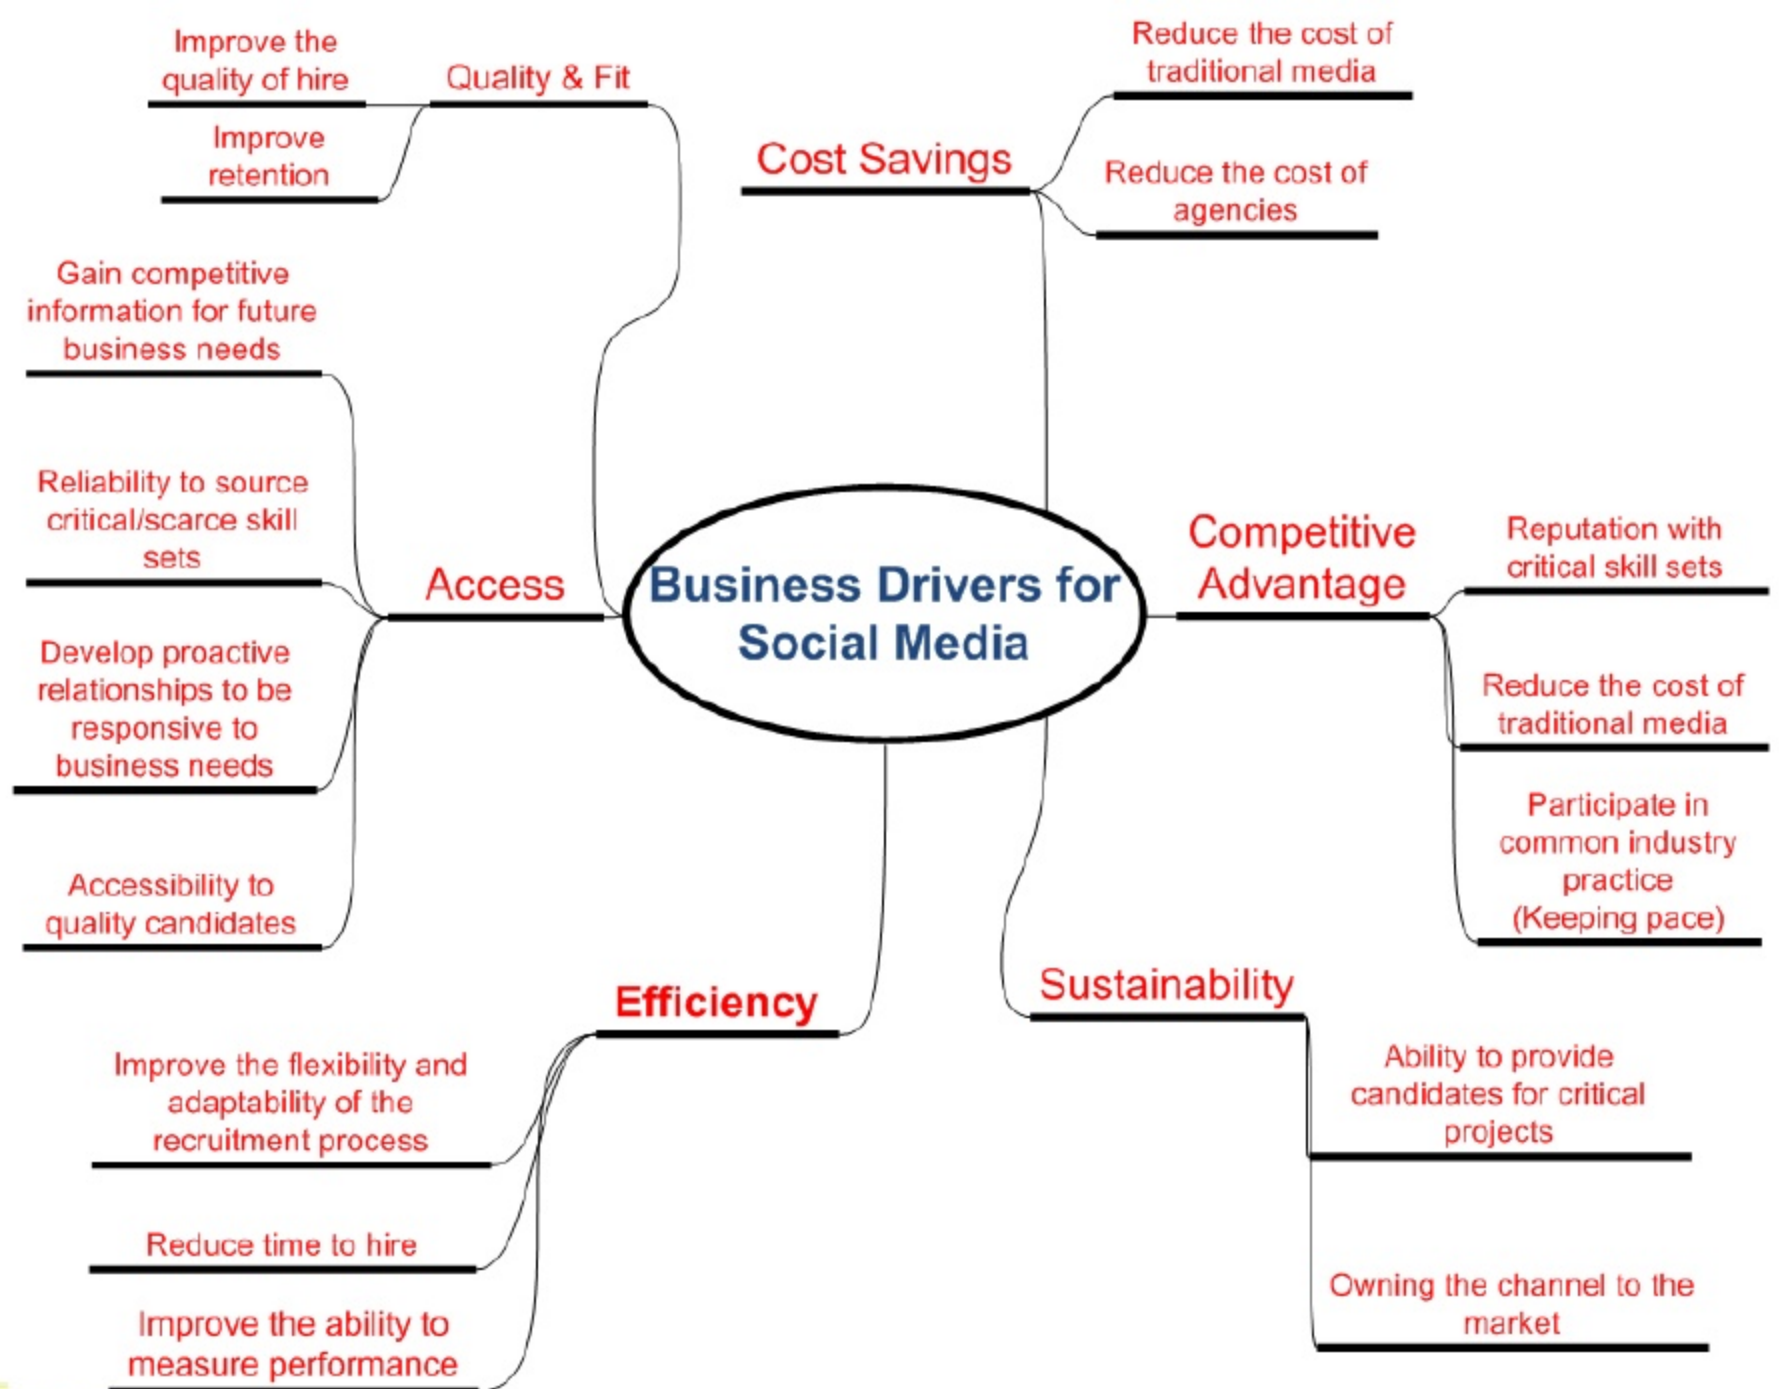 Improve the
quality of hire
Quality & Fit
Improve
retention
Cost Savings
Reduce the cost of
traditional media
Reduce the cost of
agencies
Gain competitive
information for future
business needs
Reliability to source
critical/scarce skill
sets
Access
Develop proactive
relationships to be
responsive to
business needs
Accessibility to
quality candidates
Business Drivers for
Social Media
Competitive
Advantage
Reputation with
critical skill sets
Reduce the cost of
traditional media
Participate in
common industry
practice
(Keeping pace)
Efficiency
Improve the flexibility and
adaptability of the
recruitment process
Reduce time to hire
Improve the ability to
measure performance
Sustainability
Ability to provide
candidates for critical
projects
Owning the channel to the
market